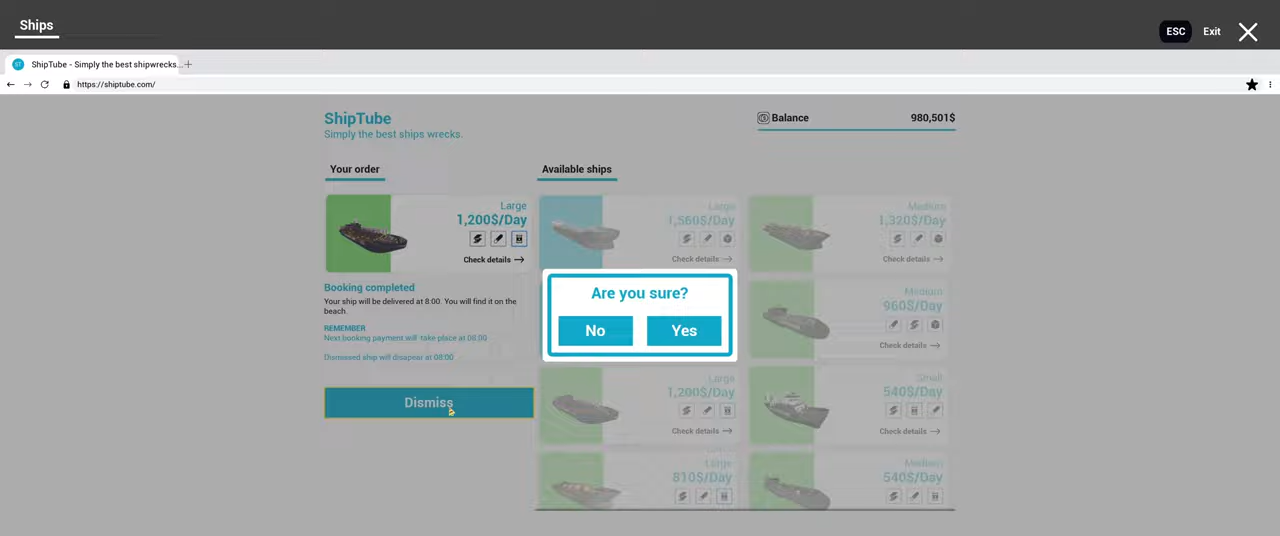 Ships
ESC Exit
ShipTube - Simply the best shipwrecks...
https://shiptube.com/
ShipTube
Simply the best ships wrecks.
Balance 980,501$
Your order
Available ships
Large
1,200$/Day
Check details
Booking completed
Your ship will be delivered at 8:00. You will find it on the
beach.
REMEMBER
Next booking payment will take place at 08:00
Dismissed ship will disapear at 08:00
Dismiss
Large
1,560$/Day
Check details
Medium
1,320$/Day
Check details
Are you sure?
No
Yes
Medium
960$/Day
Check details
Large
1,200$/Day
Check details
Small
540$/Day
Check details
Large
810$/Day
Medium
540$/Day